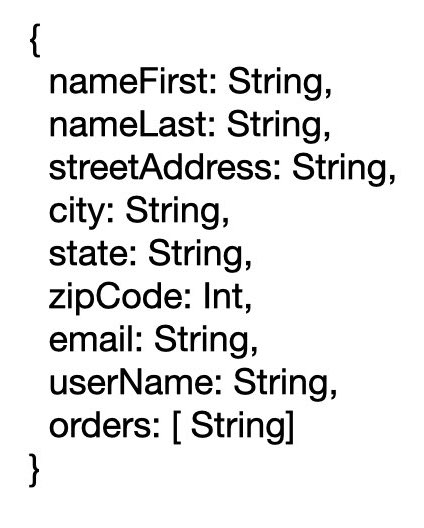 {
nameFirst: String,
nameLast: String,
streetAddress: String,
city: String,
state: String,
zipCode: Int,
email: String,
userName: String,
orders: [ String]
}